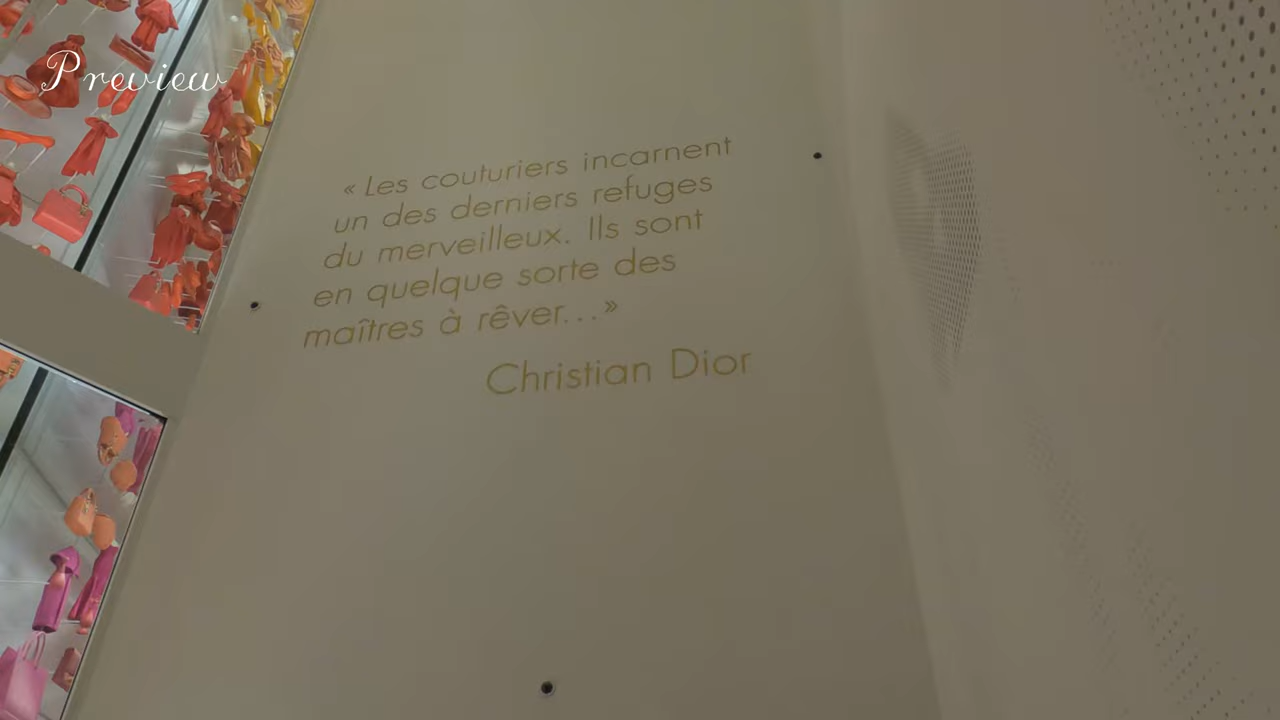 Preview
« Les couturiers incarnent
un des derniers refuges
du merveilleux. Ils sont
en quelque sorte des
maîtres à rêver...»
Christian Dior